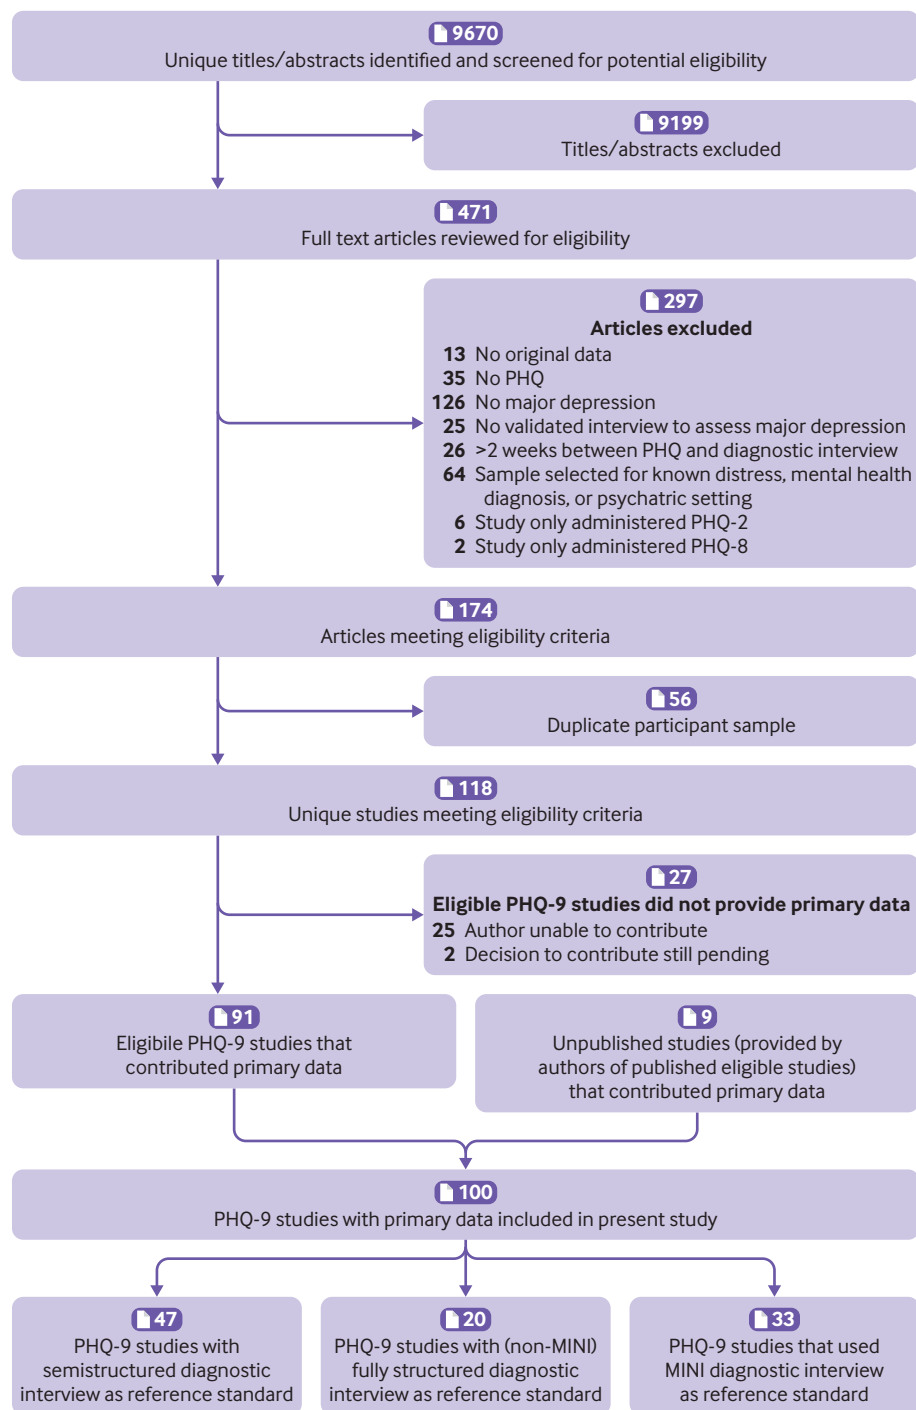 9670
Unique titles/abstracts identified and screened for potential eligibility
9199
Titles/abstracts excluded
471
Full text articles reviewed for eligibility
297
Articles excluded
13 No original data
35 No PHQ
126 No major depression
25 No validated interview to assess major depression
26 >2 weeks between PHQ and diagnostic interview
64 Sample selected for known distress, mental health
diagnosis, or psychatric setting
6 Study only administered PHQ-2
2 Study only administered PHQ-8
174
Articles meeting eligibility criteria
56
Duplicate participant sample
118
Unique studies meeting eligibility criteria
27
Eligible PHQ-9 studies did not provide primary data
25 Author unable to contribute
2 Decision to contribute still pending
91
Eligibile PHQ-9 studies that
contributed primary data
9
Unpublished studies (provided by
authors of published eligible studies)
that contributed primary data
100
PHQ-9 studies with primary data included in present study
47
PHQ-9 studies with
semistructured diagnostic
interview as reference standard
20
PHQ-9 studies with (non-MINI)
fully structured diagnostic
interview as reference standard
33
PHQ-9 studies that used
MINI diagnostic interview
as reference standard